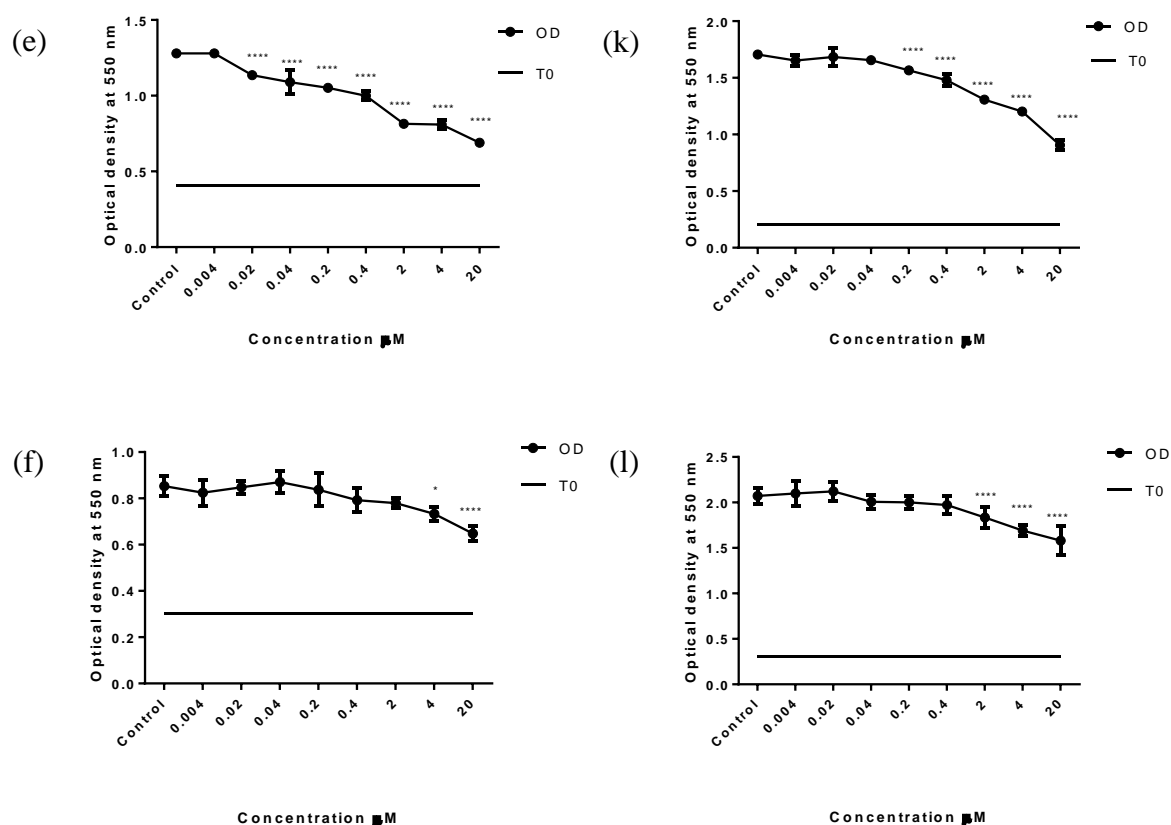 (e)
Optical density at 550 nm
1.5
1.0
0.5
0.0
**** **** **** **** **** **** ****
OD
T0
Control 0.004 0.02 0.04 0.2 0.4 2 4 20
Concentration μM
(k)
Optical density at 550 nm
2.0
1.5
1.0
0.5
0.0
**** **** **** **** ****
OD
T0
Control 0.004 0.02 0.04 0.2 0.4 2 4 20
Concentration μM
(f)
Optical density at 550 nm
1.0
0.8
0.6
0.4
0.2
0.0
* ****
OD
T0
Control 0.004 0.02 0.04 0.2 0.4 2 4 20
Concentration μM
(l)
Optical density at 550 nm
2.5
2.0
1.5
1.0
0.5
0.0
**** **** ****
OD
T0
Control 0.004 0.02 0.04 0.2 0.4 2 4 20
Concentration μM